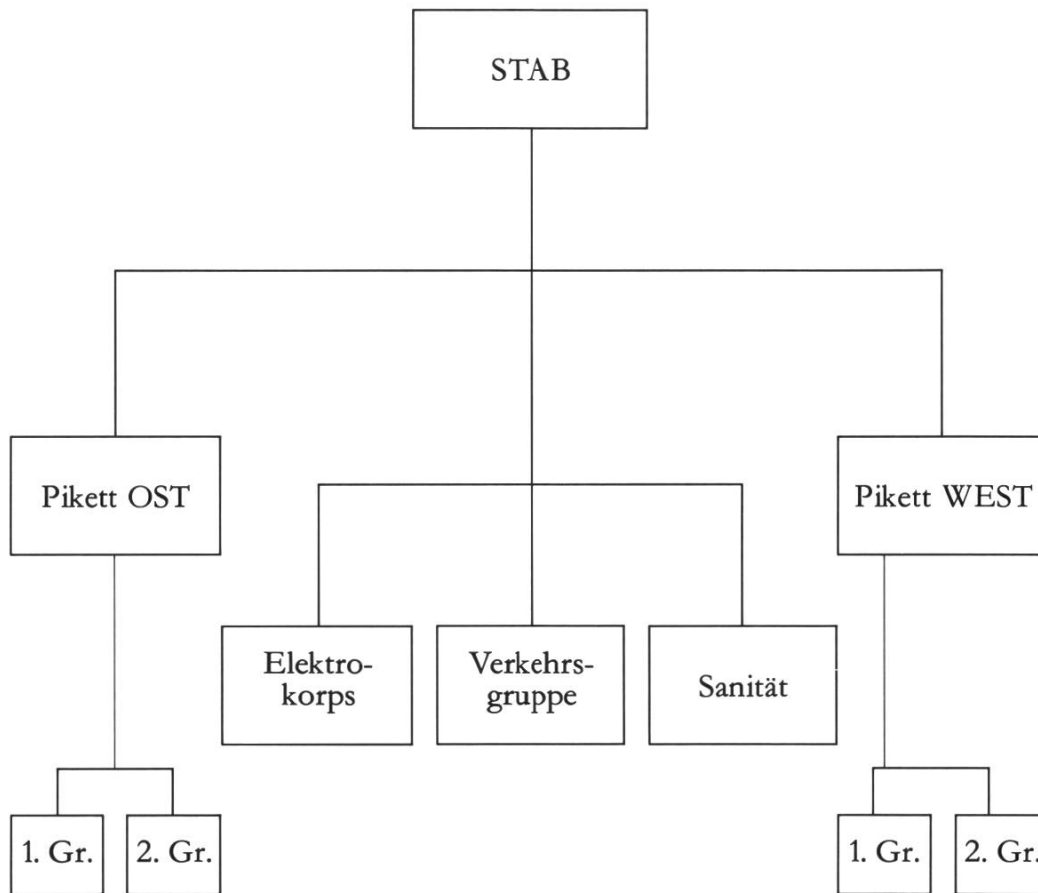 STAB
Pikett OST
Pikett WEST
Elektro-
korps
Verkehrs-
gruppe
Sanität
1. Gr.
2. Gr.
1. Gr.
2. Gr.